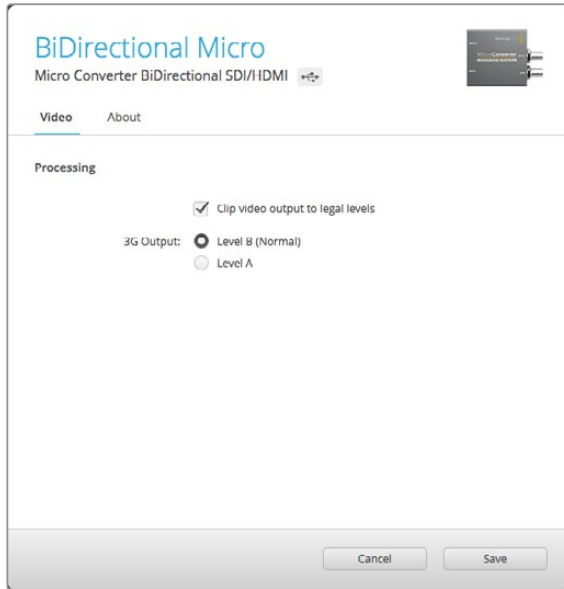 BiDirectional Micro
Micro Converter BiDirectional SDI/HDMI
Video About
Processing
Clip video output to legal levels
3G Output: Level B (Normal)
Level A
Cancel Save